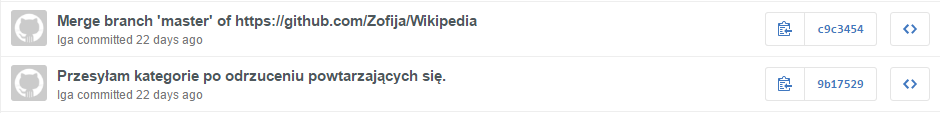 Merge branch 'master' of https://github.com/Zofija/Wikipedia
Iga committed 22 days ago
c9c3454
Przesyłam kategorie po odrzuceniu powtarzających się.
Iga committed 22 days ago
9b17529